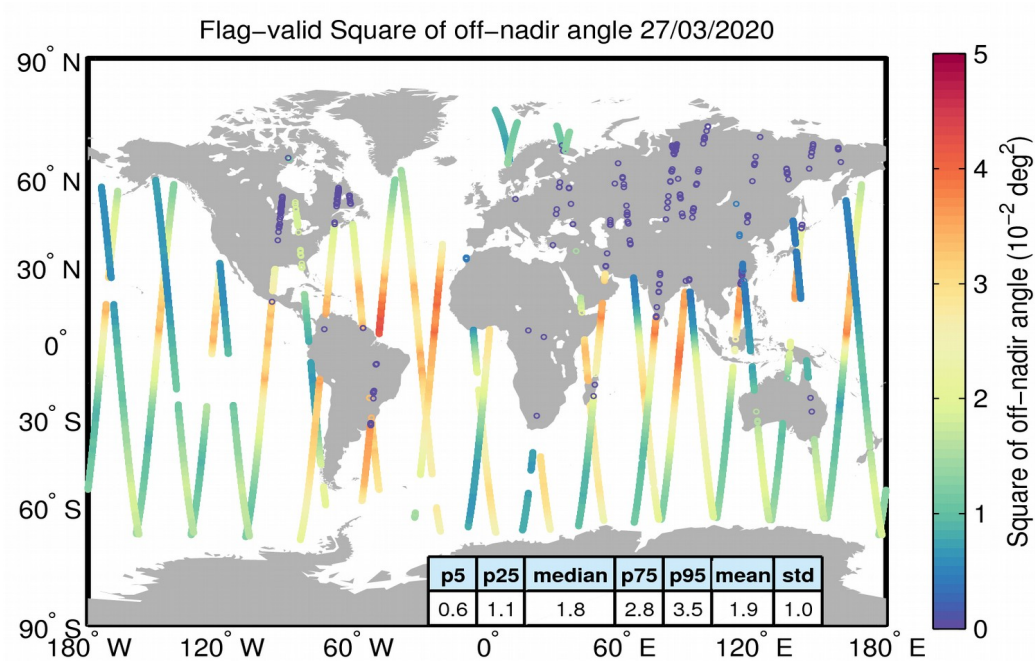 Flag−valid Square of off−nadir angle 27/03/2020
90° N
60° N
30° N
0°
30° S
60° S
90° S
180° W
120° W
60° W
0°
60° E
120° E
180° E
p5 p25 median p75 p95 mean std
0.6 1.1 1.8 2.8 3.5 1.9 1.0
5
4
3
2
1
0
Square of off−nadir angle (10⁻² deg²)